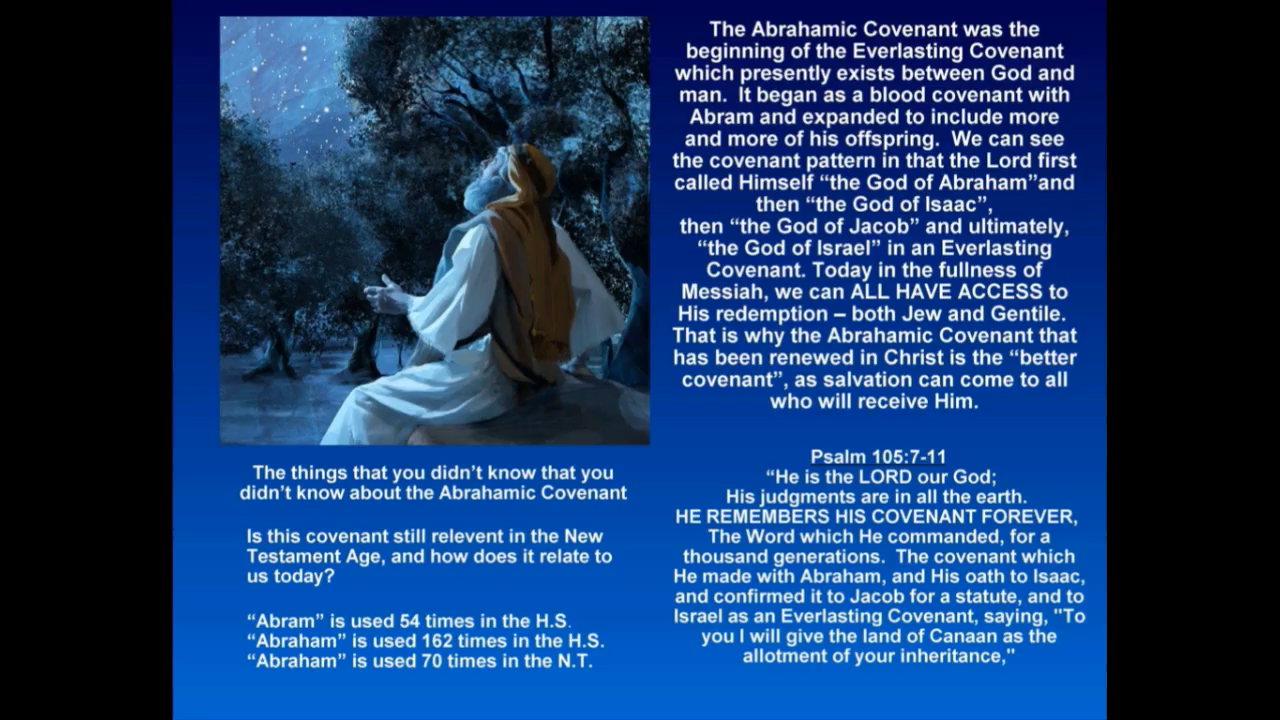 The things that you didn't know that you
didn't know about the Abrahamic Covenant
Is this covenant still relevent in the New
Testament Age, and how does it relate to
us today?
“Abram” is used 54 times in the H.S.
“Abraham” is used 162 times in the H.S.
“Abraham” is used 70 times in the N.T.
The Abrahamic Covenant was the
beginning of the Everlasting Covenant
which presently exists between God and
man.  It began as a blood covenant with
Abram and expanded to include more
and more of his offspring.  We can see
the covenant pattern in that the Lord first
called Himself “the God of Abraham”and
then “the God of Isaac”,
then “the God of Jacob” and ultimately,
“the God of Israel” in an Everlasting
Covenant. Today in the fullness of
Messiah, we can ALL HAVE ACCESS to
His redemption – both Jew and Gentile.
That is why the Abrahamic Covenant that
has been renewed in Christ is the “better
covenant”, as salvation can come to all
who will receive Him.
Psalm 105:7-11
“He is the LORD our God;
His judgments are in all the earth.
HE REMEMBERS HIS COVENANT FOREVER,
The Word which He commanded, for a
thousand generations.  The covenant which
He made with Abraham, and His oath to Isaac,
and confirmed it to Jacob for a statute, and to
Israel as an Everlasting Covenant, saying, "To
you I will give the land of Canaan as the
allotment of your inheritance,"